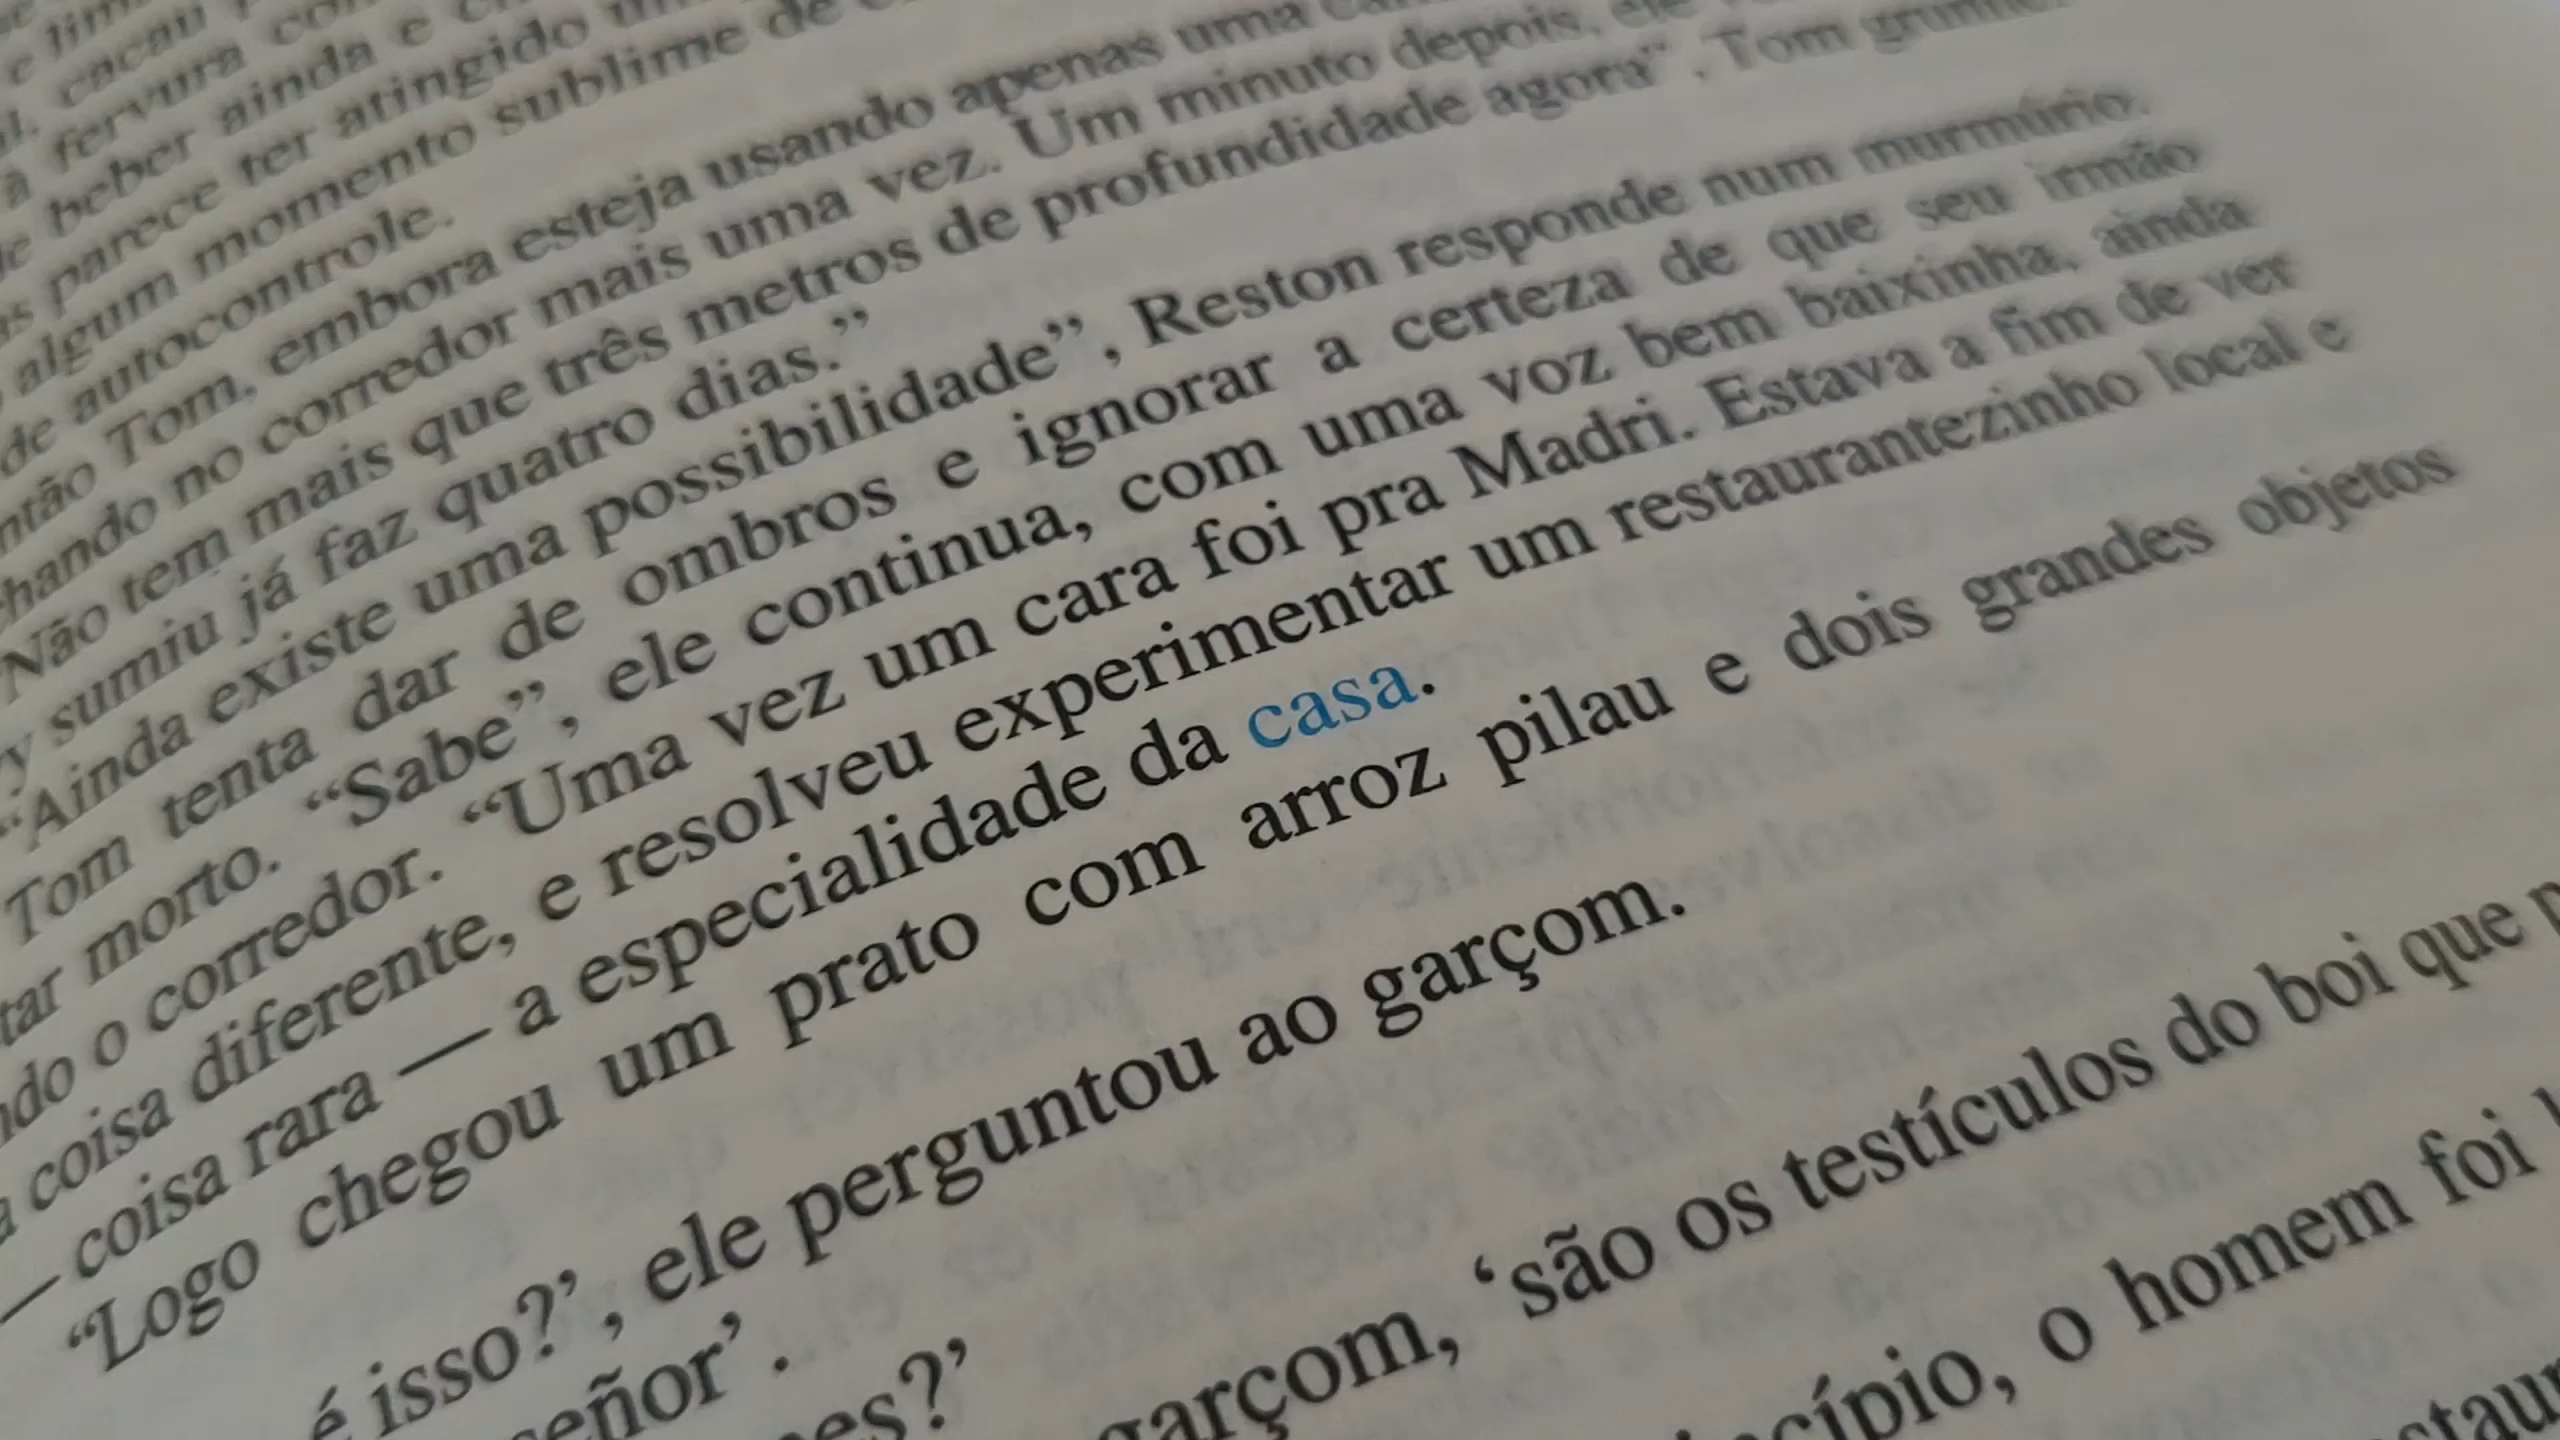 e
cacau
fervura
beber ainda e
parece ter atingido
algum momento sublime de
de autocontrole.
Tom, embora esteja usando apenas uma
no corredor mais uma vez. Um minuto depois, ele
Não tem mais que três metros de profundidade agora”. Tom
sumiu já faz quatro dias.”
“Ainda existe uma possibilidade”, Reston responde num murmúrio.
Tom tenta dar de ombros e ignorar a certeza de que seu irmão
morto. “Sabe”, ele continua, com uma voz bem baixinha, ainda
o corredor. “Uma vez um cara foi pra Madri. Estava a fim de ver
coisa diferente, e resolveu experimentar um restaurantezinho local e
— coisa rara — a especialidade da casa.
“Logo chegou um prato com arroz pilau e dois grandes objetos
é isso?’, ele perguntou ao garçom.
señor’.
garçom, ‘são os testículos do boi que
o homem foi